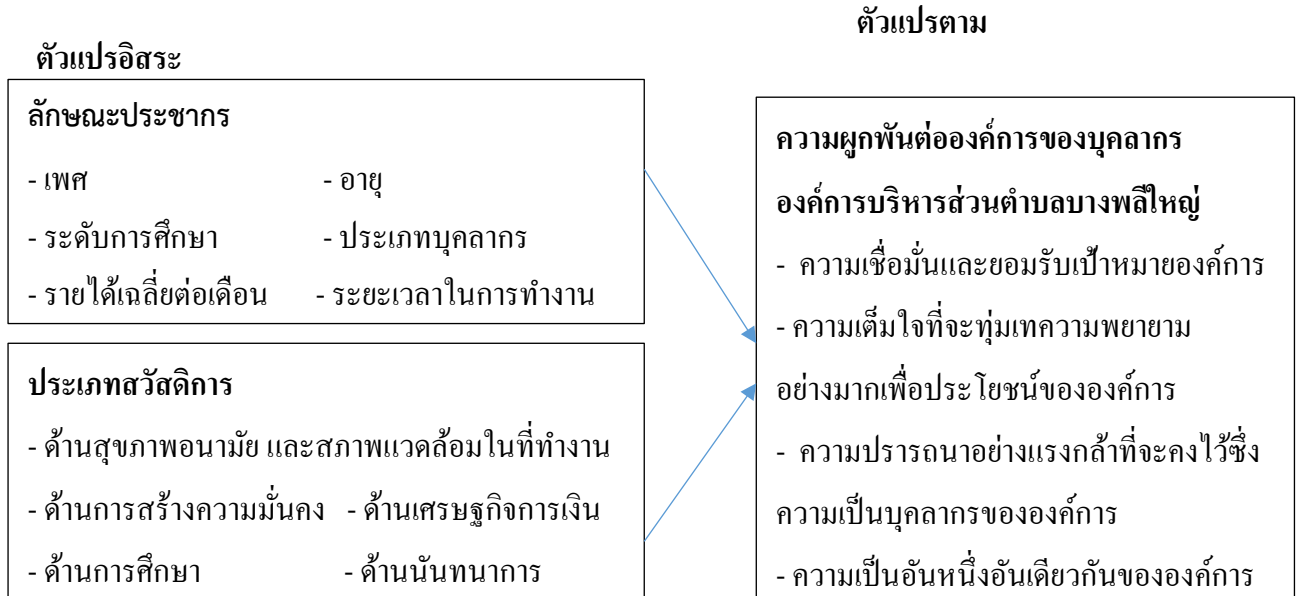 ตัวแปรอิสระ
ลักษณะประชากร
- เพศ - อายุ
- ระดับการศึกษา - ประเภทบุคลากร
- รายได้เฉลี่ยต่อเดือน - ระยะเวลาในการทำงาน
ประเภทสวัสดิการ
- ด้านสุขภาพอนามัย และสภาพแวดล้อมในที่ทำงาน
- ด้านการสร้างความมั่นคง - ด้านเศรษฐกิจการเงิน
- ด้านการศึกษา - ด้านนันทนาการ
ตัวแปรตาม
ความผูกพันต่อองค์การของบุคลากร
องค์การบริหารส่วนตำบลบางพลีใหญ่
- ความเชื่อมั่นและยอมรับเป้าหมายองค์การ
- ความเต็มใจที่จะทุ่มเทความพยายาม
อย่างมากเพื่อประโยชน์ขององค์การ
- ความปรารถนาอย่างแรงกล้าที่จะคงไว้ซึ่ง
ความเป็นบุคลากรขององค์การ
- ความเป็นอันหนึ่งอันเดียวกันขององค์การ